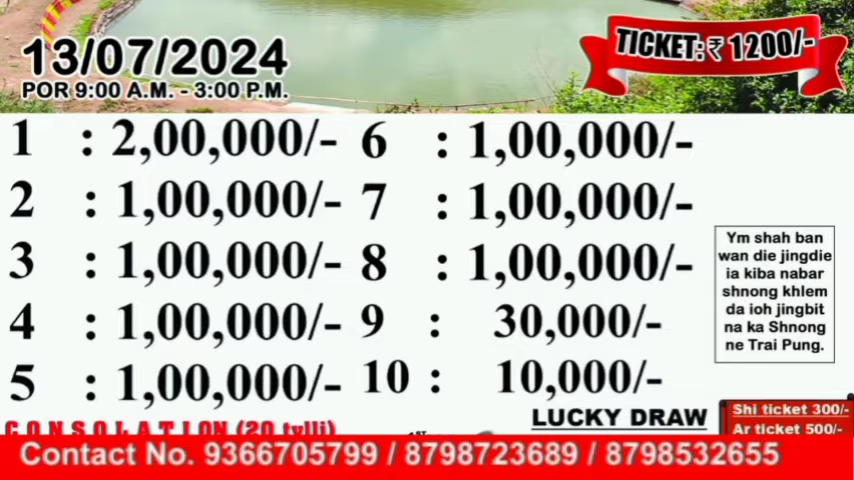 13/07/2024
POR 9:00 A.M. - 3:00 P.M.
TICKET: ₹ 1200/-
1 : 2,00,000/-
2 : 1,00,000/-
3 : 1,00,000/-
4 : 1,00,000/-
5 : 1,00,000/-
6 : 1,00,000/-
7 : 1,00,000/-
8 : 1,00,000/-
9 : 30,000/-
10 : 10,000/-
Ym shah ban
wan die jingdie
ia kiba nabar
shnong khlem
da ioh jingbit
na ka Shnong
ne Trai Pung.
CONSOLATION (20 tylli)
LUCKY DRAW
Shi ticket 300/-
Ar ticket 500/-
Contact No. 9366705799 / 8798723689 / 8798532655